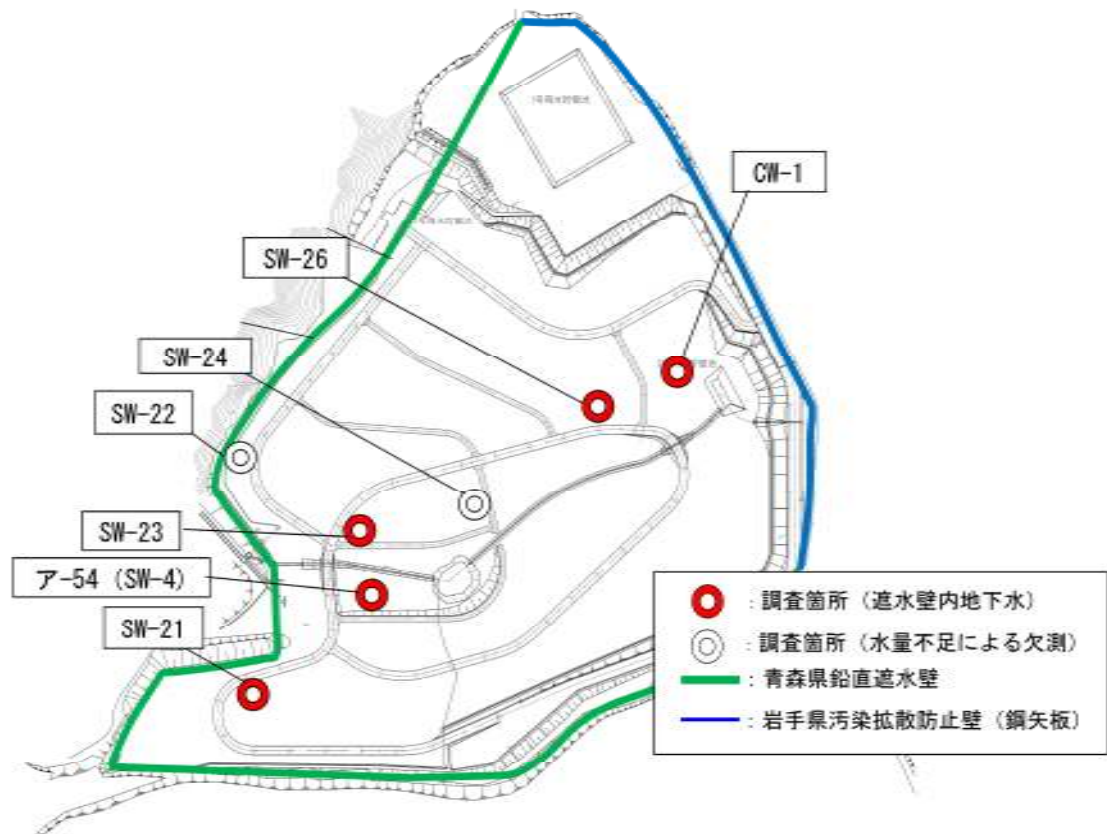 CW-1
SW-26
SW-24
SW-22
SW-23
ア-54 (SW-4)
SW-21
：調査箇所（遮水壁内地下水）
：調査箇所（水量不足による欠測）
：青森県鉛直遮水壁
：岩手県汚染拡散防止壁（鋼矢板）